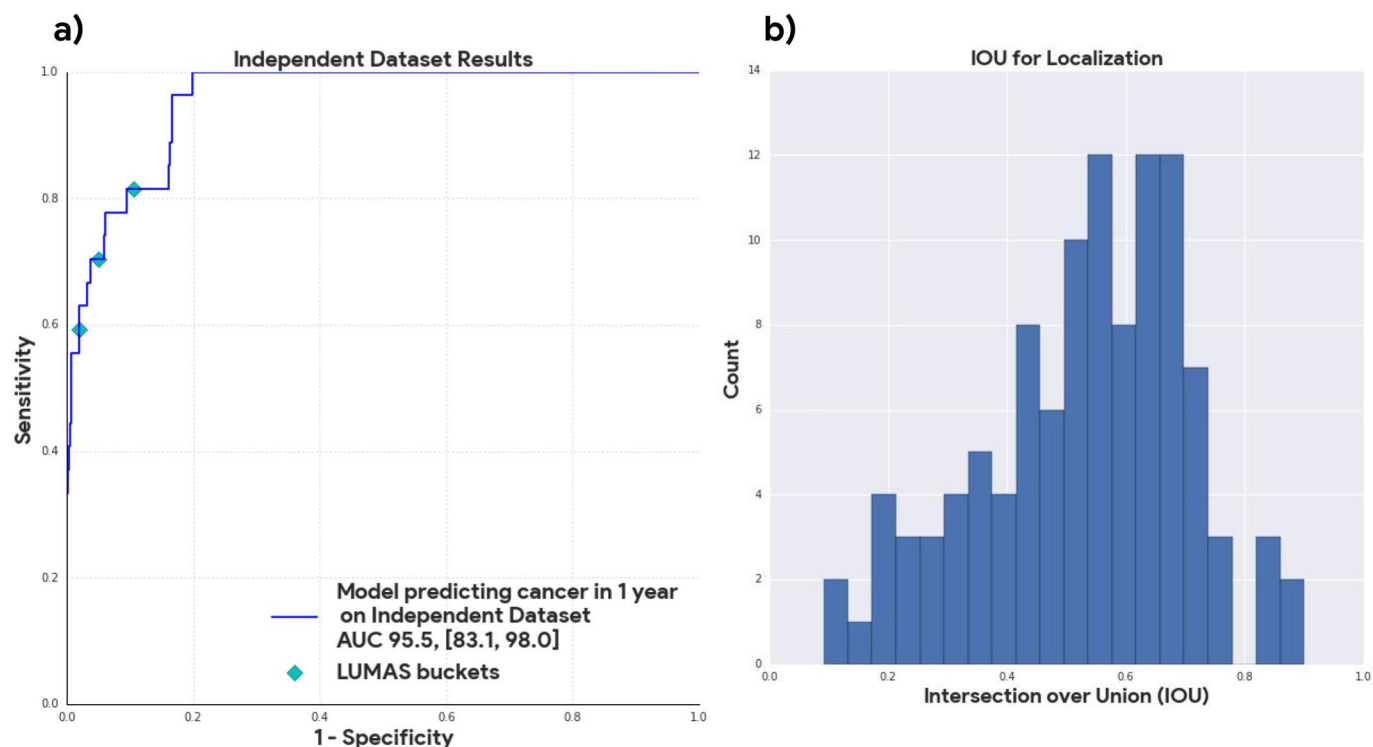 a)
Independent Dataset Results
1.0
0.8
0.6
0.4
0.2
0.0
Sensitivity
0.0 0.2 0.4 0.6 0.8 1.0
1 - Specificity
Model predicting cancer in 1 year
on Independent Dataset
AUC 95.5, [83.1, 98.0]
LUMAS buckets
b)
IOU for Localization
14
12
10
8
6
4
2
0
Count
0.0 0.2 0.4 0.6 0.8 1.0
Intersection over Union (IOU)